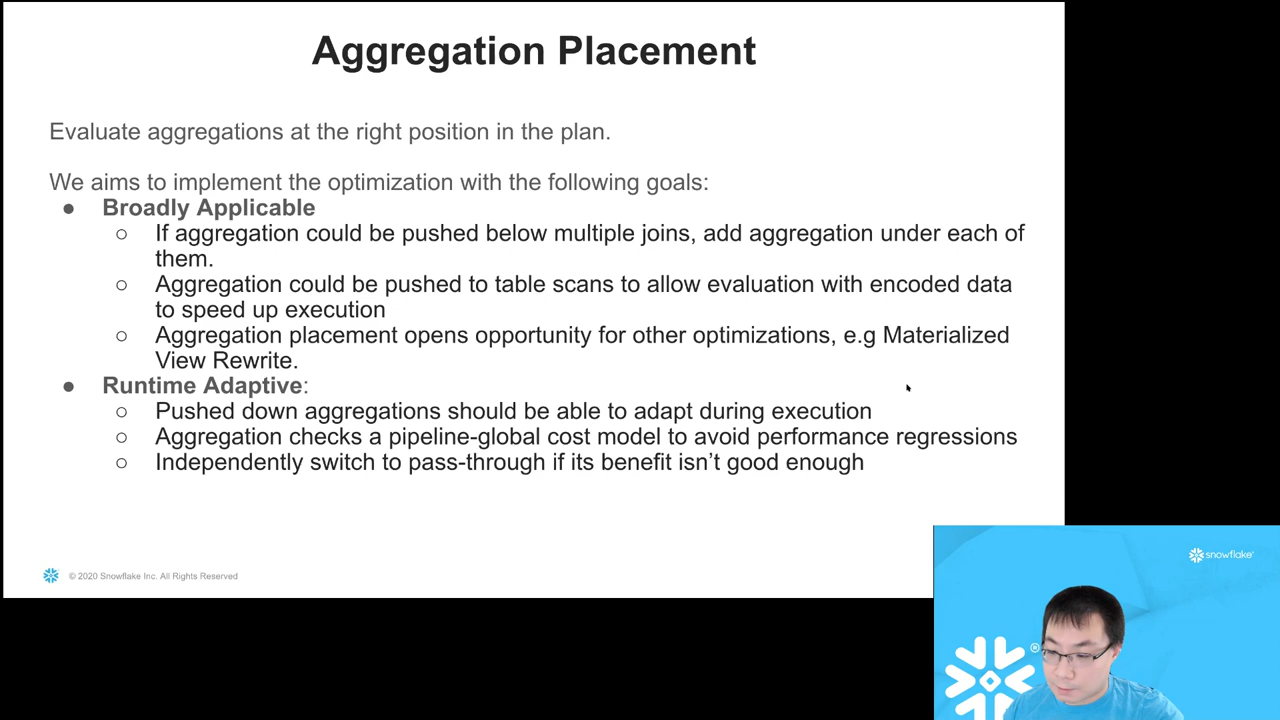 Aggregation Placement
Evaluate aggregations at the right position in the plan.
We aims to implement the optimization with the following goals:
● Broadly Applicable
○ If aggregation could be pushed below multiple joins, add aggregation under each of
them.
○ Aggregation could be pushed to table scans to allow evaluation with encoded data
to speed up execution
○ Aggregation placement opens opportunity for other optimizations, e.g Materialized
View Rewrite.
● Runtime Adaptive:
○ Pushed down aggregations should be able to adapt during execution
○ Aggregation checks a pipeline-global cost model to avoid performance regressions
○ Independently switch to pass-through if its benefit isn’t good enough
© 2020 Snowflake Inc. All Rights Reserved
snowflake
®